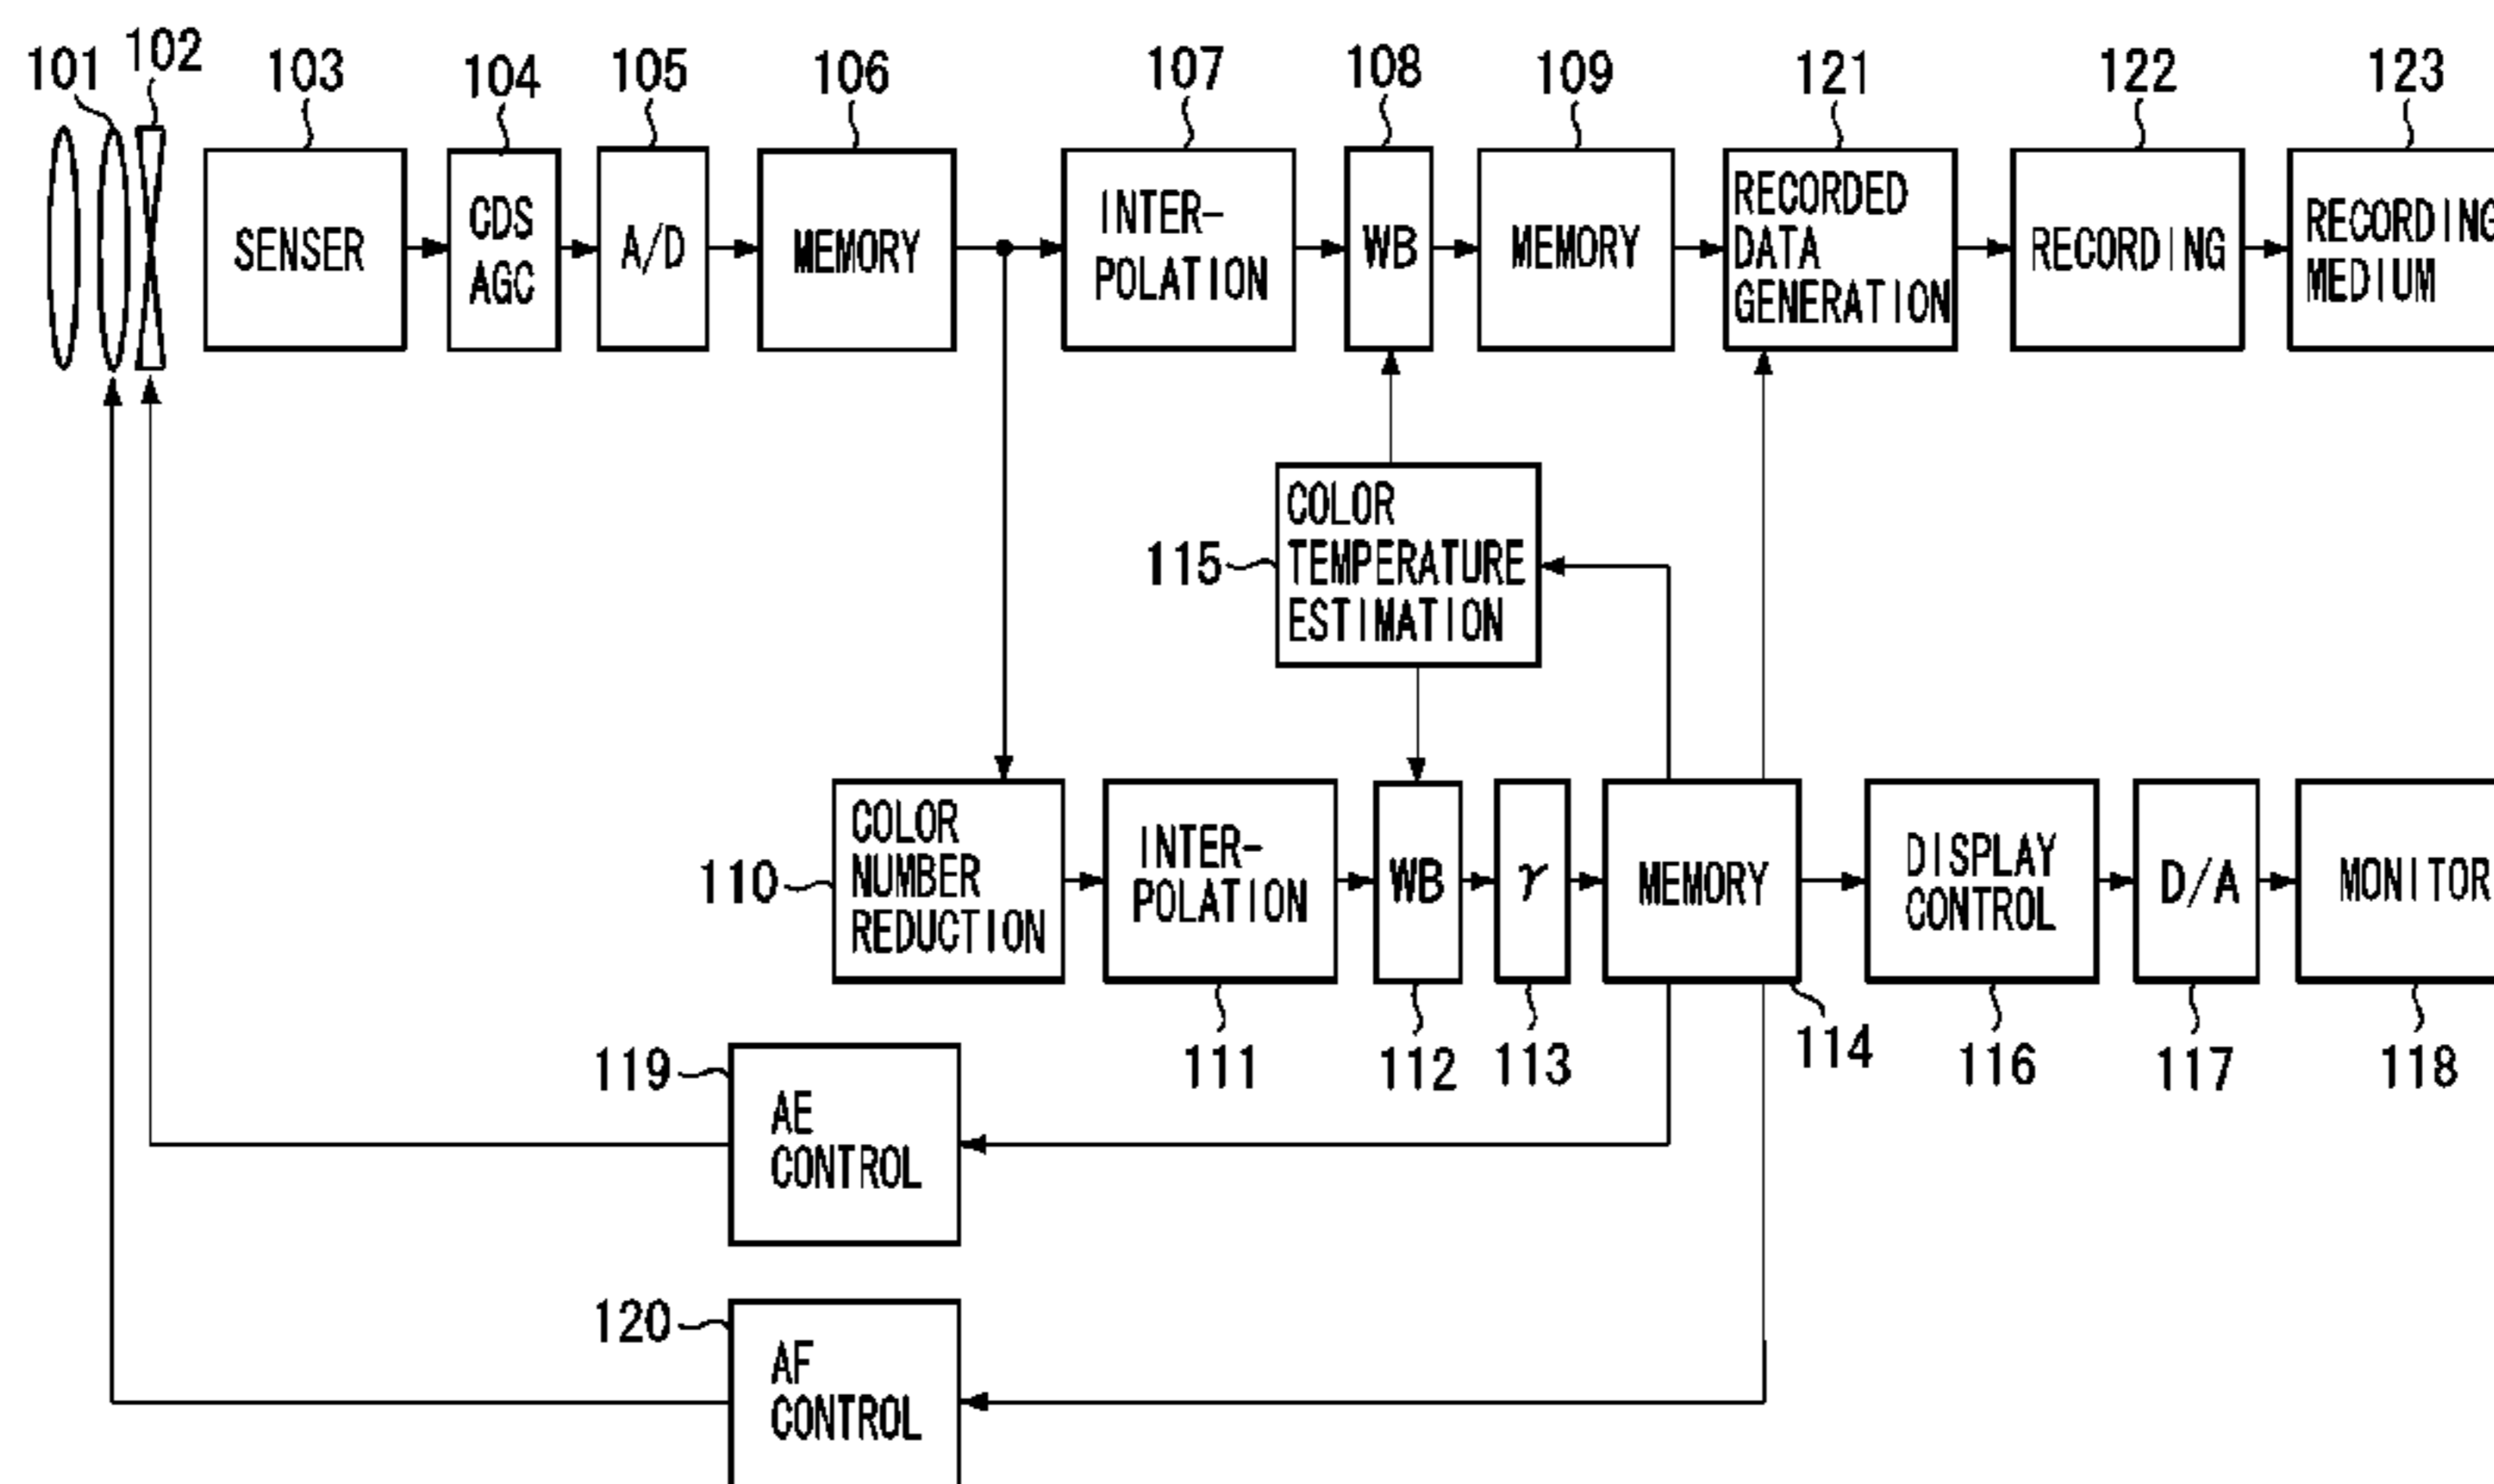 101
102
103
104
105
106
107
108
109
121
122
123
SENSER
CDS
AGC
A/D
MEMORY
INTER-
POLATION
WB
MEMORY
RECORDED
DATA
GENERATION
RECORDING
RECORDING
MEDIUM
115
COLOR
TEMPERATURE
ESTIMATION
110
COLOR
NUMBER
REDUCTION
INTER-
POLATION
WB
γ
MEMORY
DISPLAY
CONTROL
D/A
MONITOR
111
112
113
114
116
117
118
119
AE
CONTROL
120
AF
CONTROL